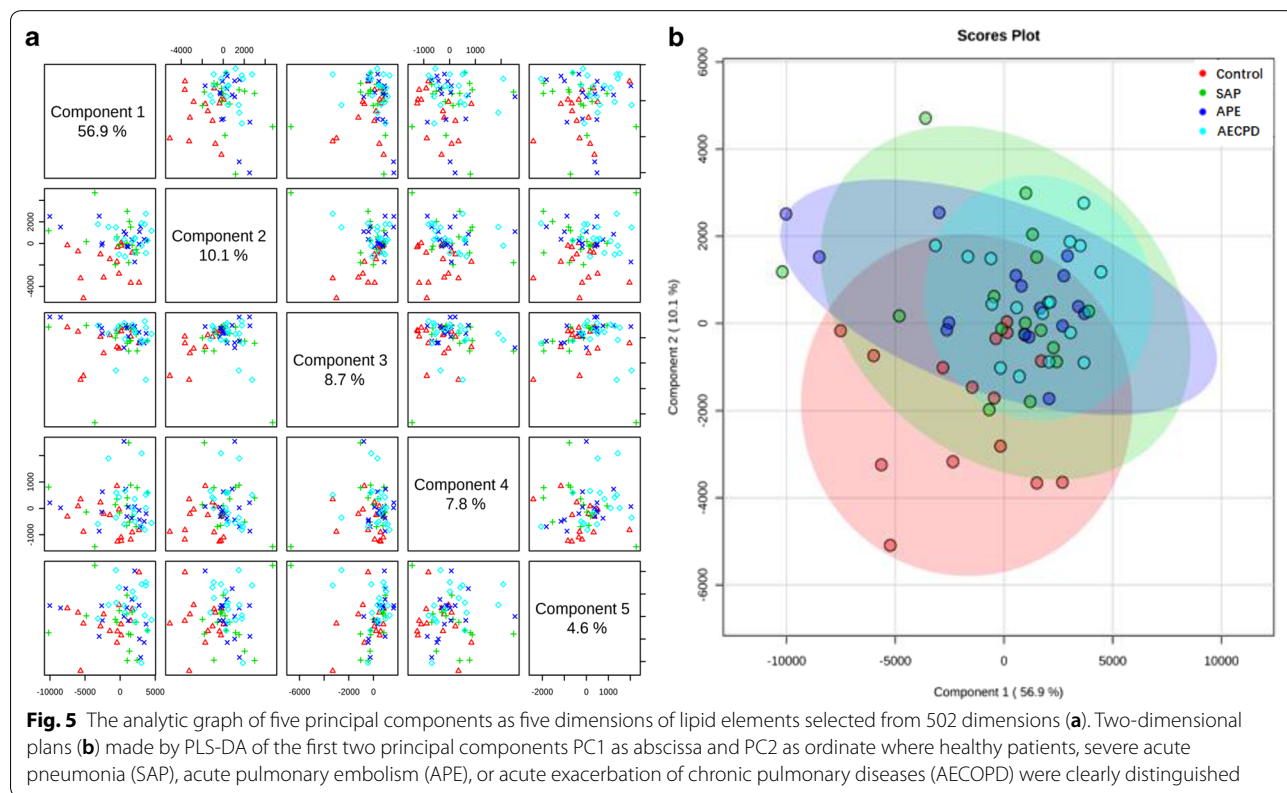 a
-4000 0 2000
-1000 0 1000
Component 1
56.9 %
Component 2
10.1 %
-4000 0 2000
Component 3
8.7 %
Component 4
7.8 %
-1000 0 1000
Component 5
4.6 %
-10000 0 5000
-6000 -2000 0
-2000 0 2000
b
Scores Plot
Control
SAP
APE
AECPD
6000
4000
2000
0
-2000
-4000
-6000
Component 2 ( 10.1 %)
-10000 -5000 0 5000 10000
Component 1 ( 56.9 %)
Fig. 5 The analytic graph of five principal components as five dimensions of lipid elements selected from 502 dimensions (a). Two-dimensional
plans (b) made by PLS-DA of the first two principal components PC1 as abscissa and PC2 as ordinate where healthy patients, severe acute
pneumonia (SAP), acute pulmonary embolism (APE), or acute exacerbation of chronic pulmonary diseases (AECOPD) were clearly distinguished